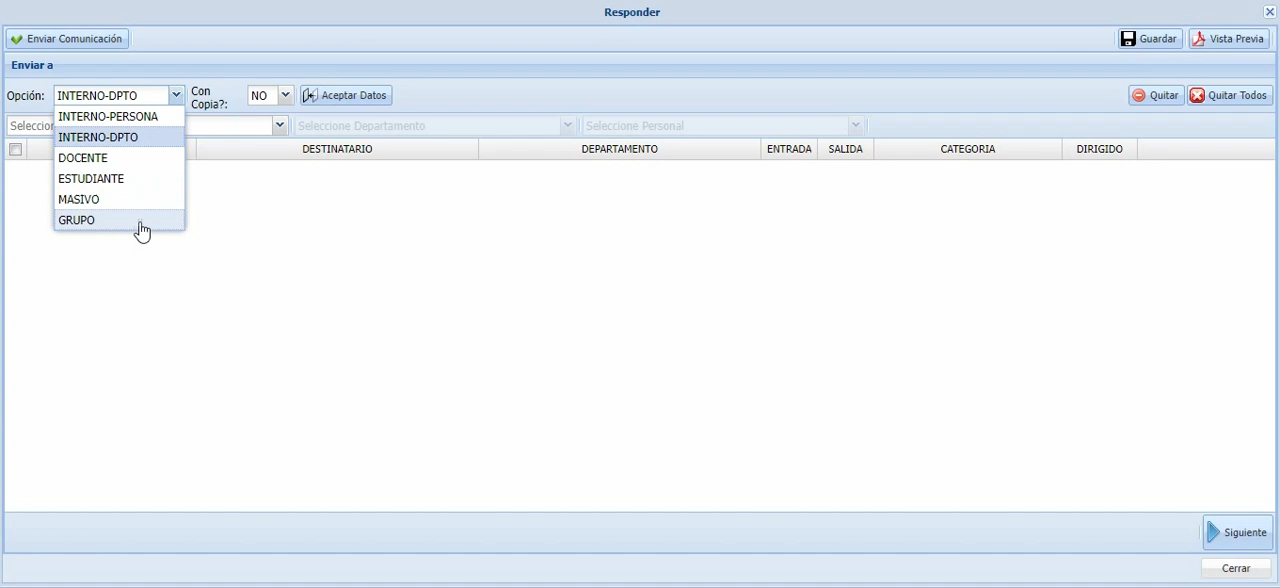 Responder
Enviar Comunicación
Guardar
Vista Previa
Enviar a
Opción:
INTERNO-DPTO
Con Copia?:
NO
Aceptar Datos
Quitar
Quitar Todos
INTERNO-PERSONA
INTERNO-DPTO
DOCENTE
ESTUDIANTE
MASIVO
GRUPO
Seleccion
Seleccione Departamento
Seleccione Personal
DESTINATARIO
DEPARTAMENTO
ENTRADA
SALIDA
CATEGORIA
DIRIGIDO
Siguiente
Cerrar